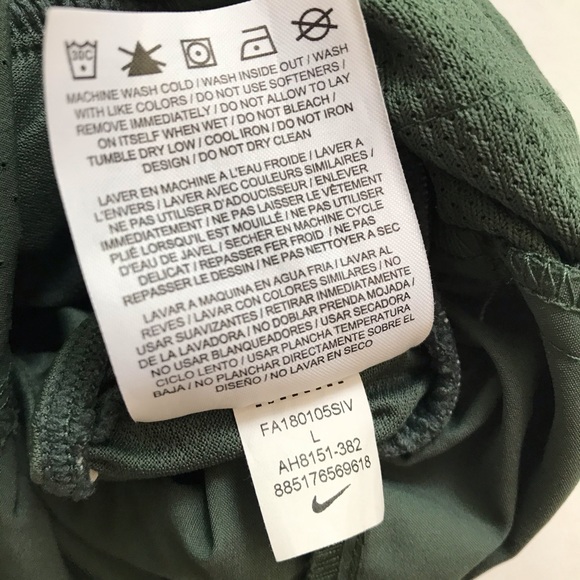 30C
MACHINE WASH COLD / WASH INSIDE OUT / WASH
WITH LIKE COLORS / DO NOT USE SOFTENERS /
REMOVE IMMEDIATELY / DO NOT ALLOW TO LAY
ON ITSELF WHEN WET / DO NOT BLEACH /
TUMBLE DRY LOW / COOL IRON / DO NOT IRON
DESIGN / DO NOT DRY CLEAN
LAVER EN MACHINE A L'EAU FROIDE / LAVER A
L'ENVERS / LAVER AVEC COULEURS SIMILAIRES /
NE PAS UTILISER D'ADOUCISSEUR / ENLEVER
IMMEDIATEMENT / NE PAS LAISSER LE VÊTEMENT
PLIÉ LORSQU'IL EST MOUILLÉ / NE PAS UTILISER
D'EAU DE JAVEL / SECHER EN MACHINE CYCLE
DELICAT / REPASSER FER FROID / NE PAS
REPASSER LE DESSIN / NE PAS NETTOYER A SEC
LAVAR A MAQUINA EN AGUA FRIA / LAVAR AL
REVES / LAVAR CON COLORES SIMILARES / NO
USAR SUAVIZANTES / RETIRAR INMEDIATAMENTE
DE LA LAVADORA / NO DOBLAR PRENDA MOJADA /
NO USAR BLANQUEADORES / USAR SECADORA
CICLO LENTO / USAR PLANCHA TEMPERATURA
BAJA / NO PLANCHAR DIRECTAMENTE SOBRE EL
DISEÑO / NO LAVAR EN SECO
FA180105SIV
L
AH8151-382
885176569618